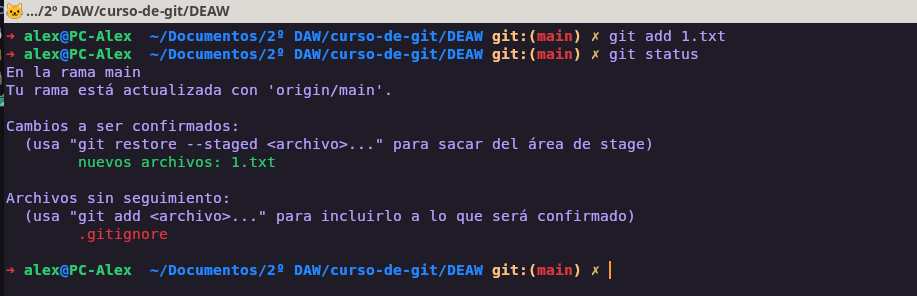 .../2º DAW/curso-de-git/DEAW
➜ alex@PC-Alex ~/Documentos/2º DAW/curso-de-git/DEAW git:(main) ✗ git add 1.txt
➜ alex@PC-Alex ~/Documentos/2º DAW/curso-de-git/DEAW git:(main) ✗ git status
En la rama main
Tu rama está actualizada con 'origin/main'.
Cambios a ser confirmados:
(usa "git restore --staged <archivo>..." para sacar del área de stage)
nuevos archivos: 1.txt
Archivos sin seguimiento:
(usa "git add <archivo>..." para incluirlo a lo que será confirmado)
.gitignore
➜ alex@PC-Alex ~/Documentos/2º DAW/curso-de-git/DEAW git:(main) ✗